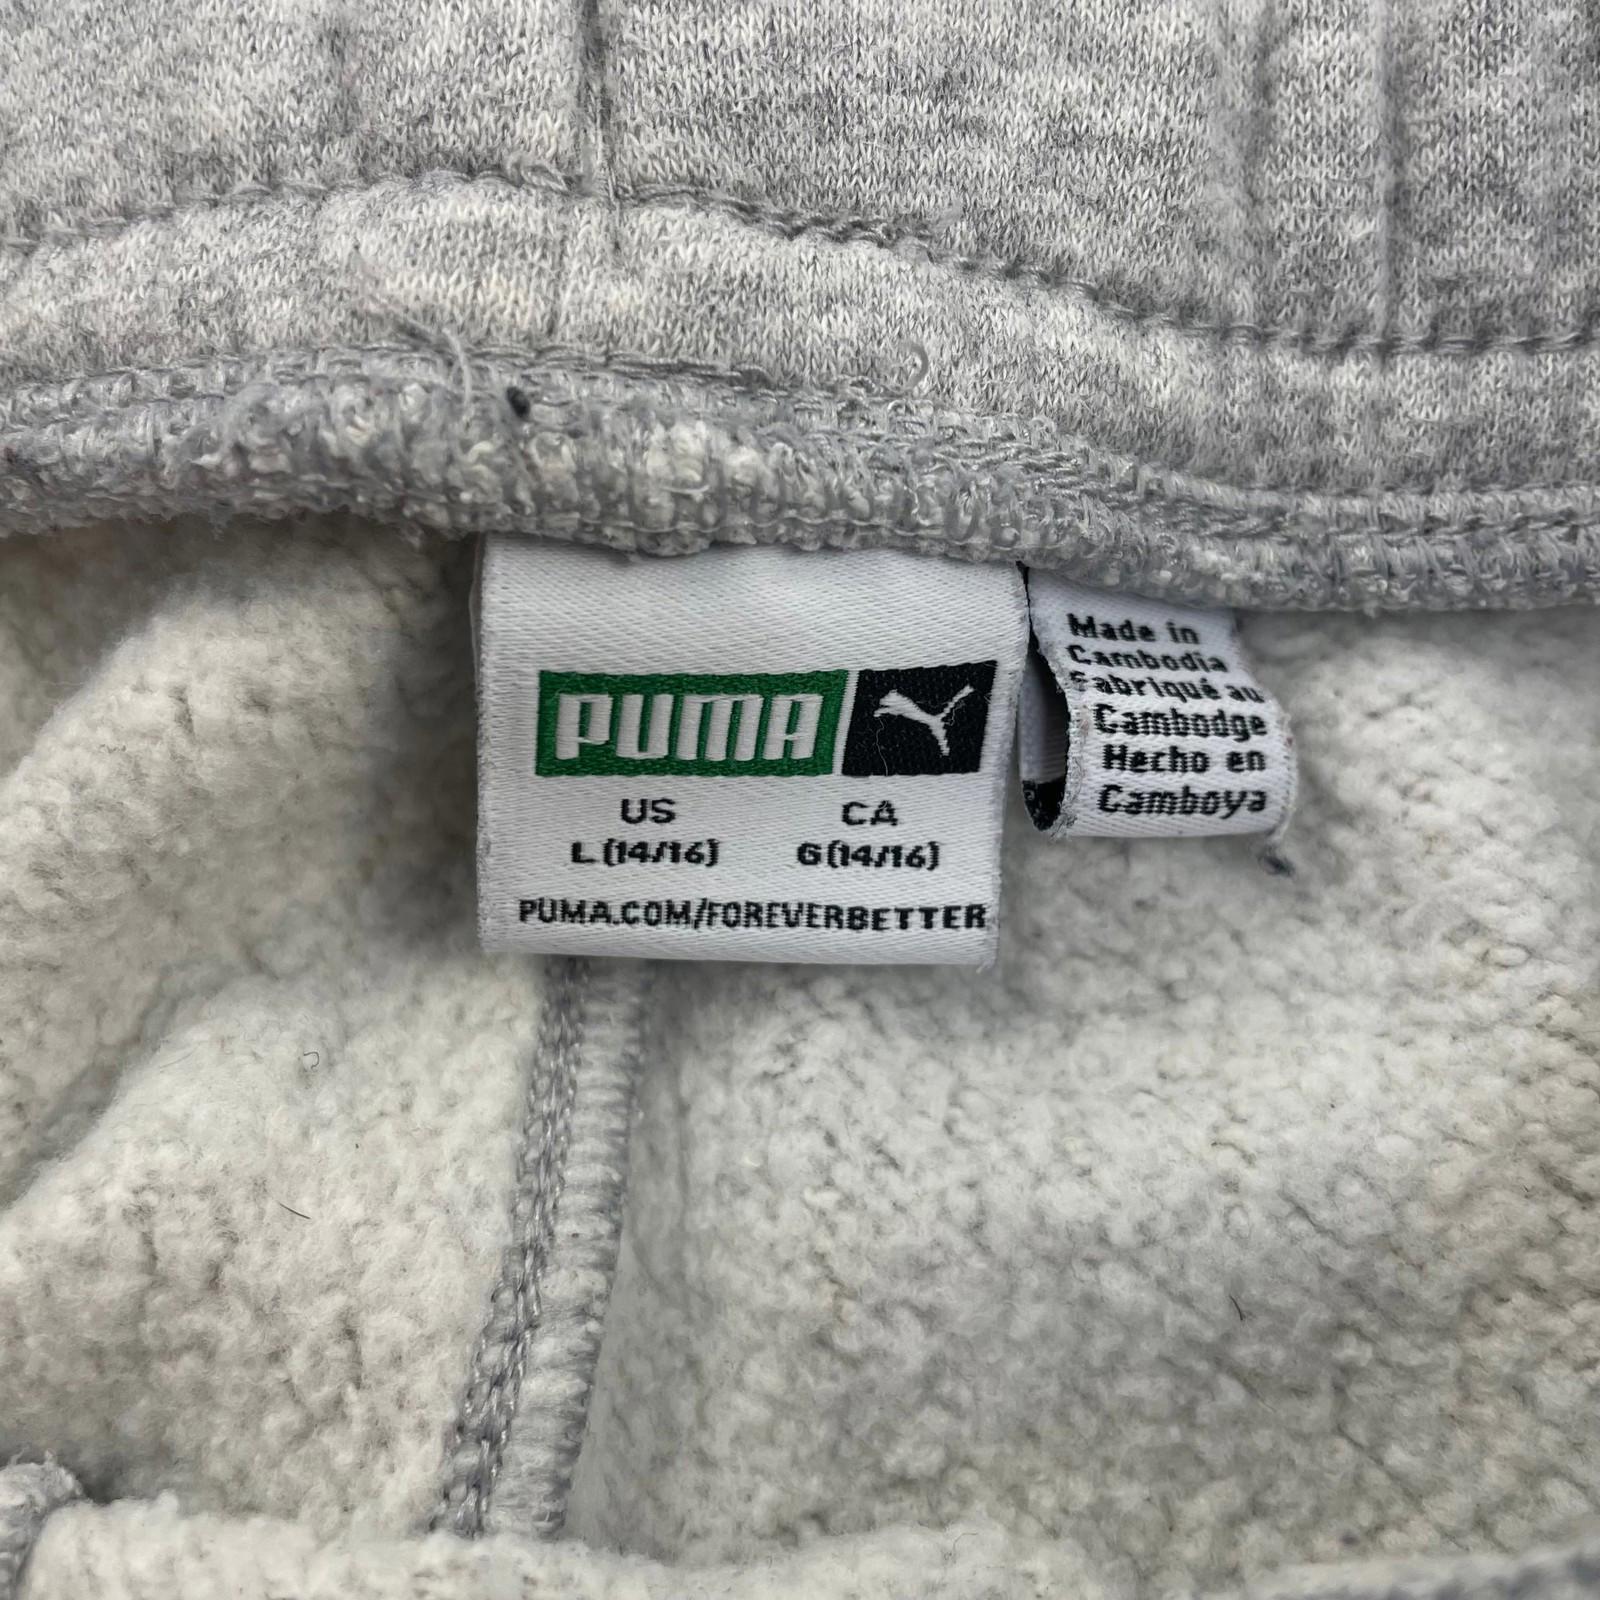 PUMA
US CA
L (14/16) G (14/16)
PUMA.COM/FOREVERBETTER
Made in
Cambodia
Fabriqué au
Cambodge
Hecho en
Camboya